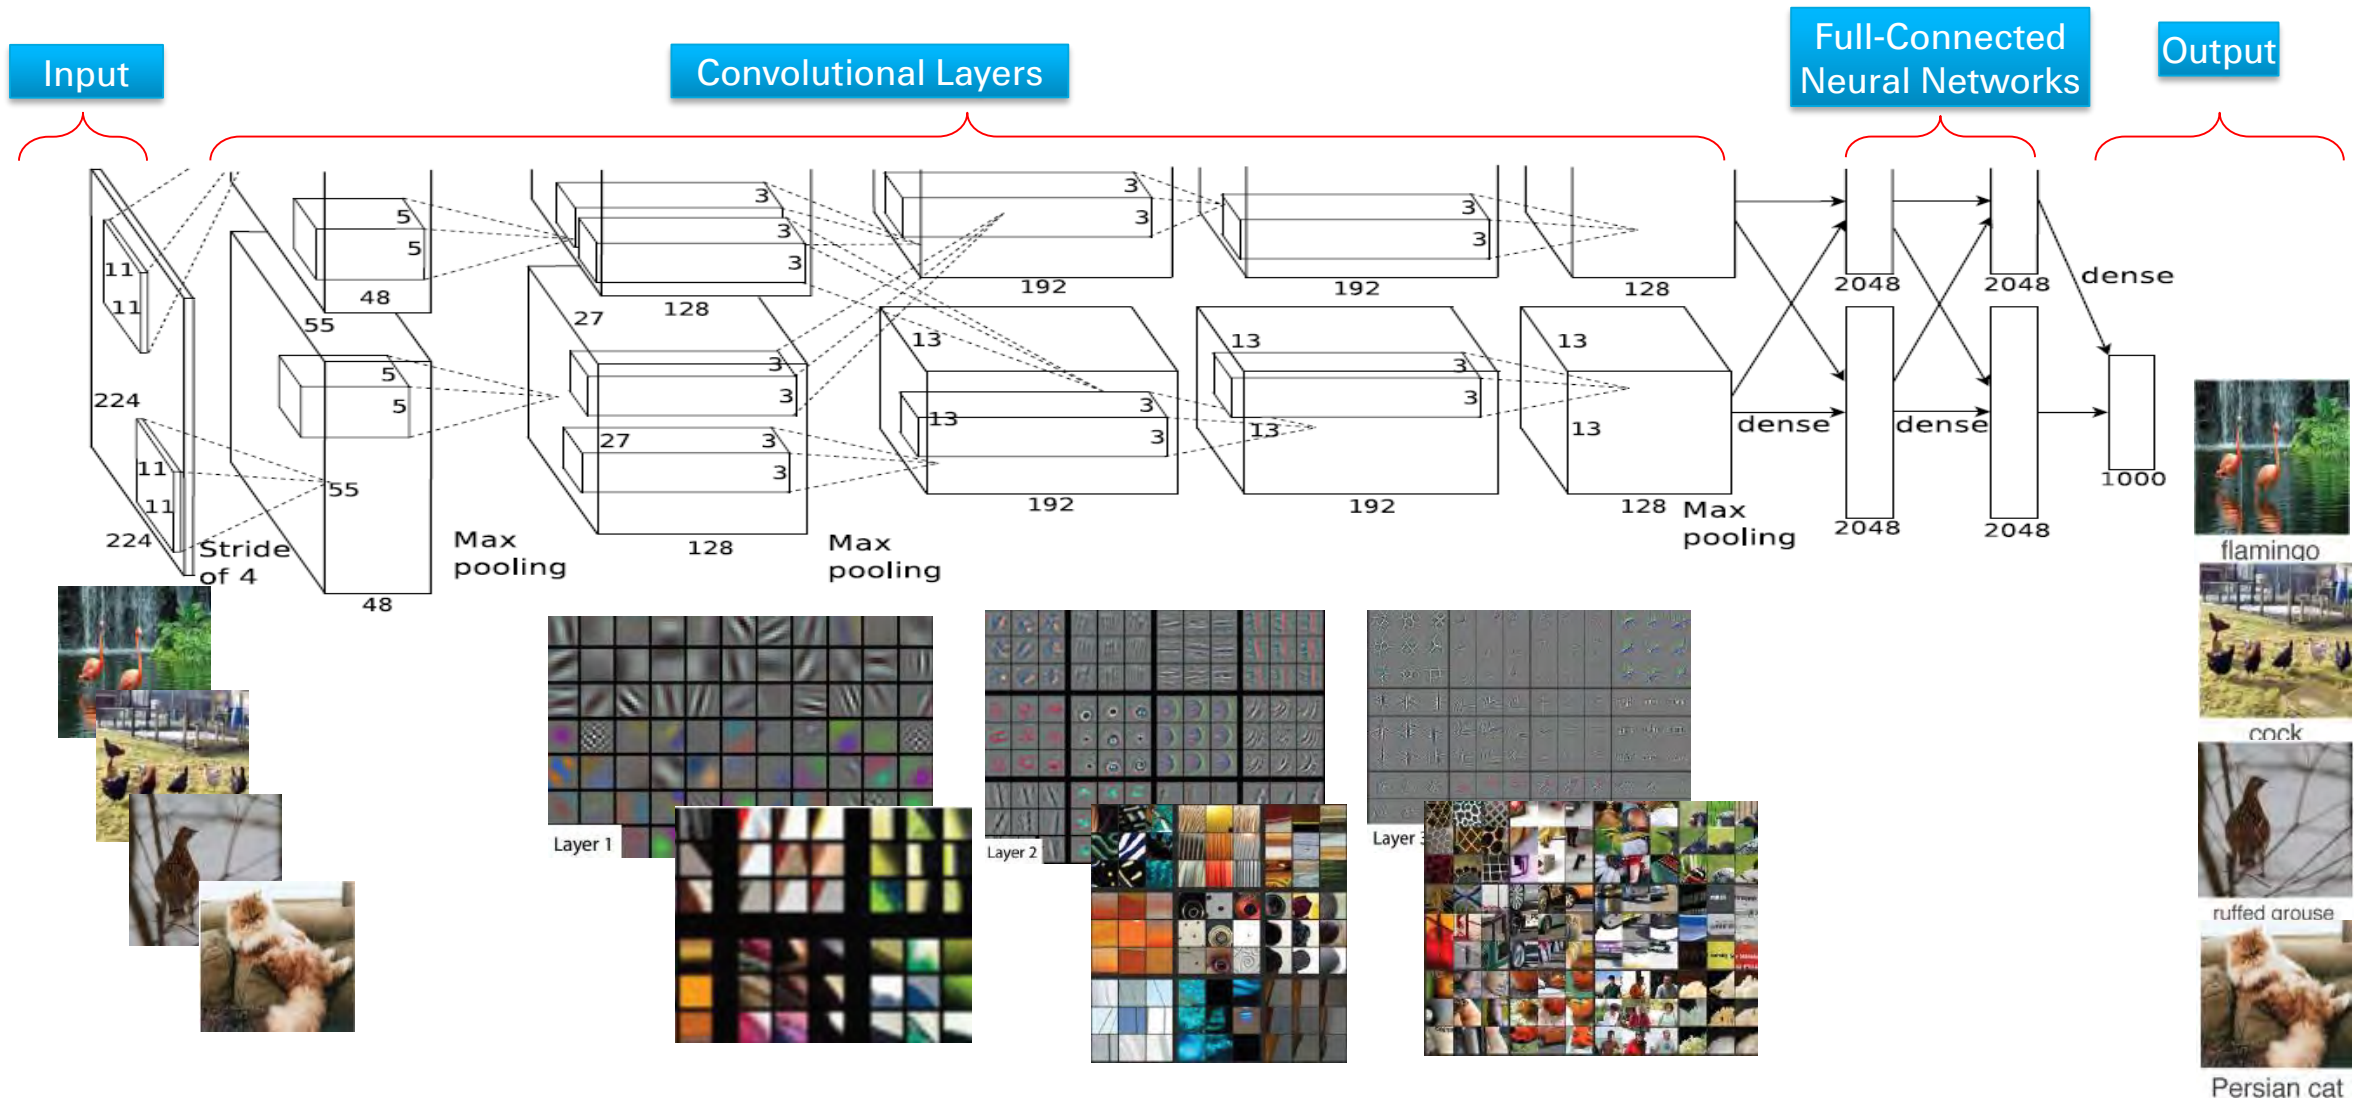 Input
Convolutional Layers
Full-Connected
Neural Networks
Output
11
11
224
11
11
224
Stride
of 4
5
5
48
55
5
5
55
48
Max
pooling
3
3
3
3
128
27
3
3
27
3
3
128
Max
pooling
3
3
192
13
3
3
13
192
3
3
192
13
3
3
13
192
128
13
13
128
Max
pooling
dense
2048
2048
dense
2048
2048
dense
1000
flamingo
cock
ruffed grouse
Persian cat
Layer 1
Layer 2
Layer 3